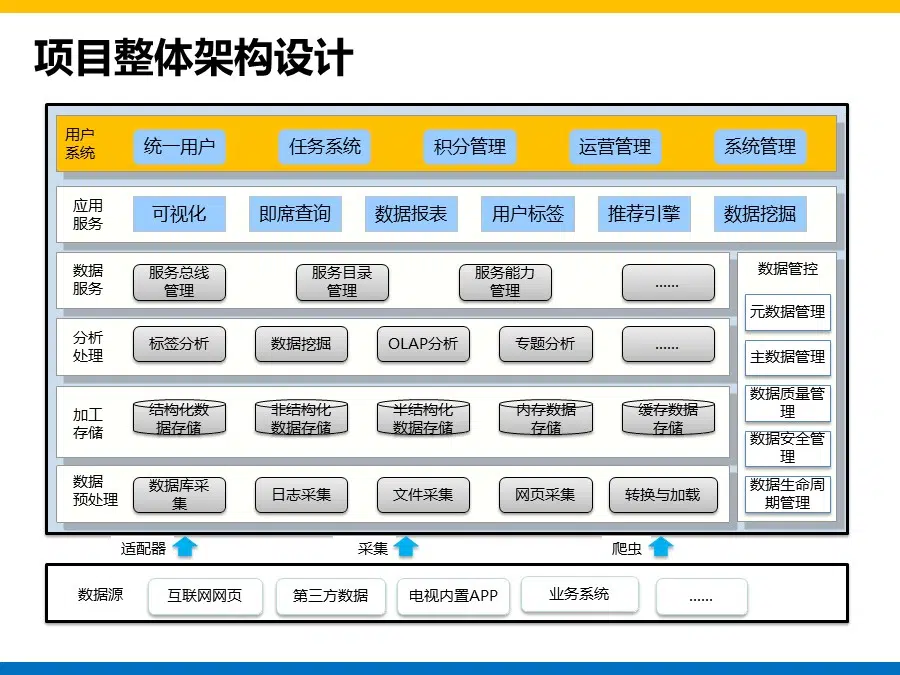 项目整体架构设计
用户
系统
统一用户
任务系统
积分管理
运营管理
系统管理
应用
服务
可视化
即席查询
数据报表
用户标签
推荐引擎
数据挖掘
数据
服务
服务总线
管理
服务目录
管理
服务能力
管理
......
分析
处理
标签分析
数据挖掘
OLAP分析
专题分析
......
加工
存储
结构化数
据存储
非结构化
数据存储
半结构化
数据存储
内存数据
存储
缓存数据
存储
数据
预处理
数据库采
集
日志采集
文件采集
网页采集
转换与加载
数据管控
元数据管理
主数据管理
数据质量管
理
数据安全管
理
数据生命周
期管理
适配器
采集
爬虫
数据源
互联网网页
第三方数据
电视内置APP
业务系统
......